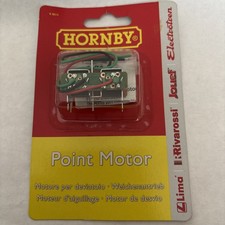 HORNBY
Point Motor
Motore per deviatoio · Weichenantrieb
Moteur d'aiguillage · Motor de desvío
Lima
Rivarossi
Jouef
Electrotren